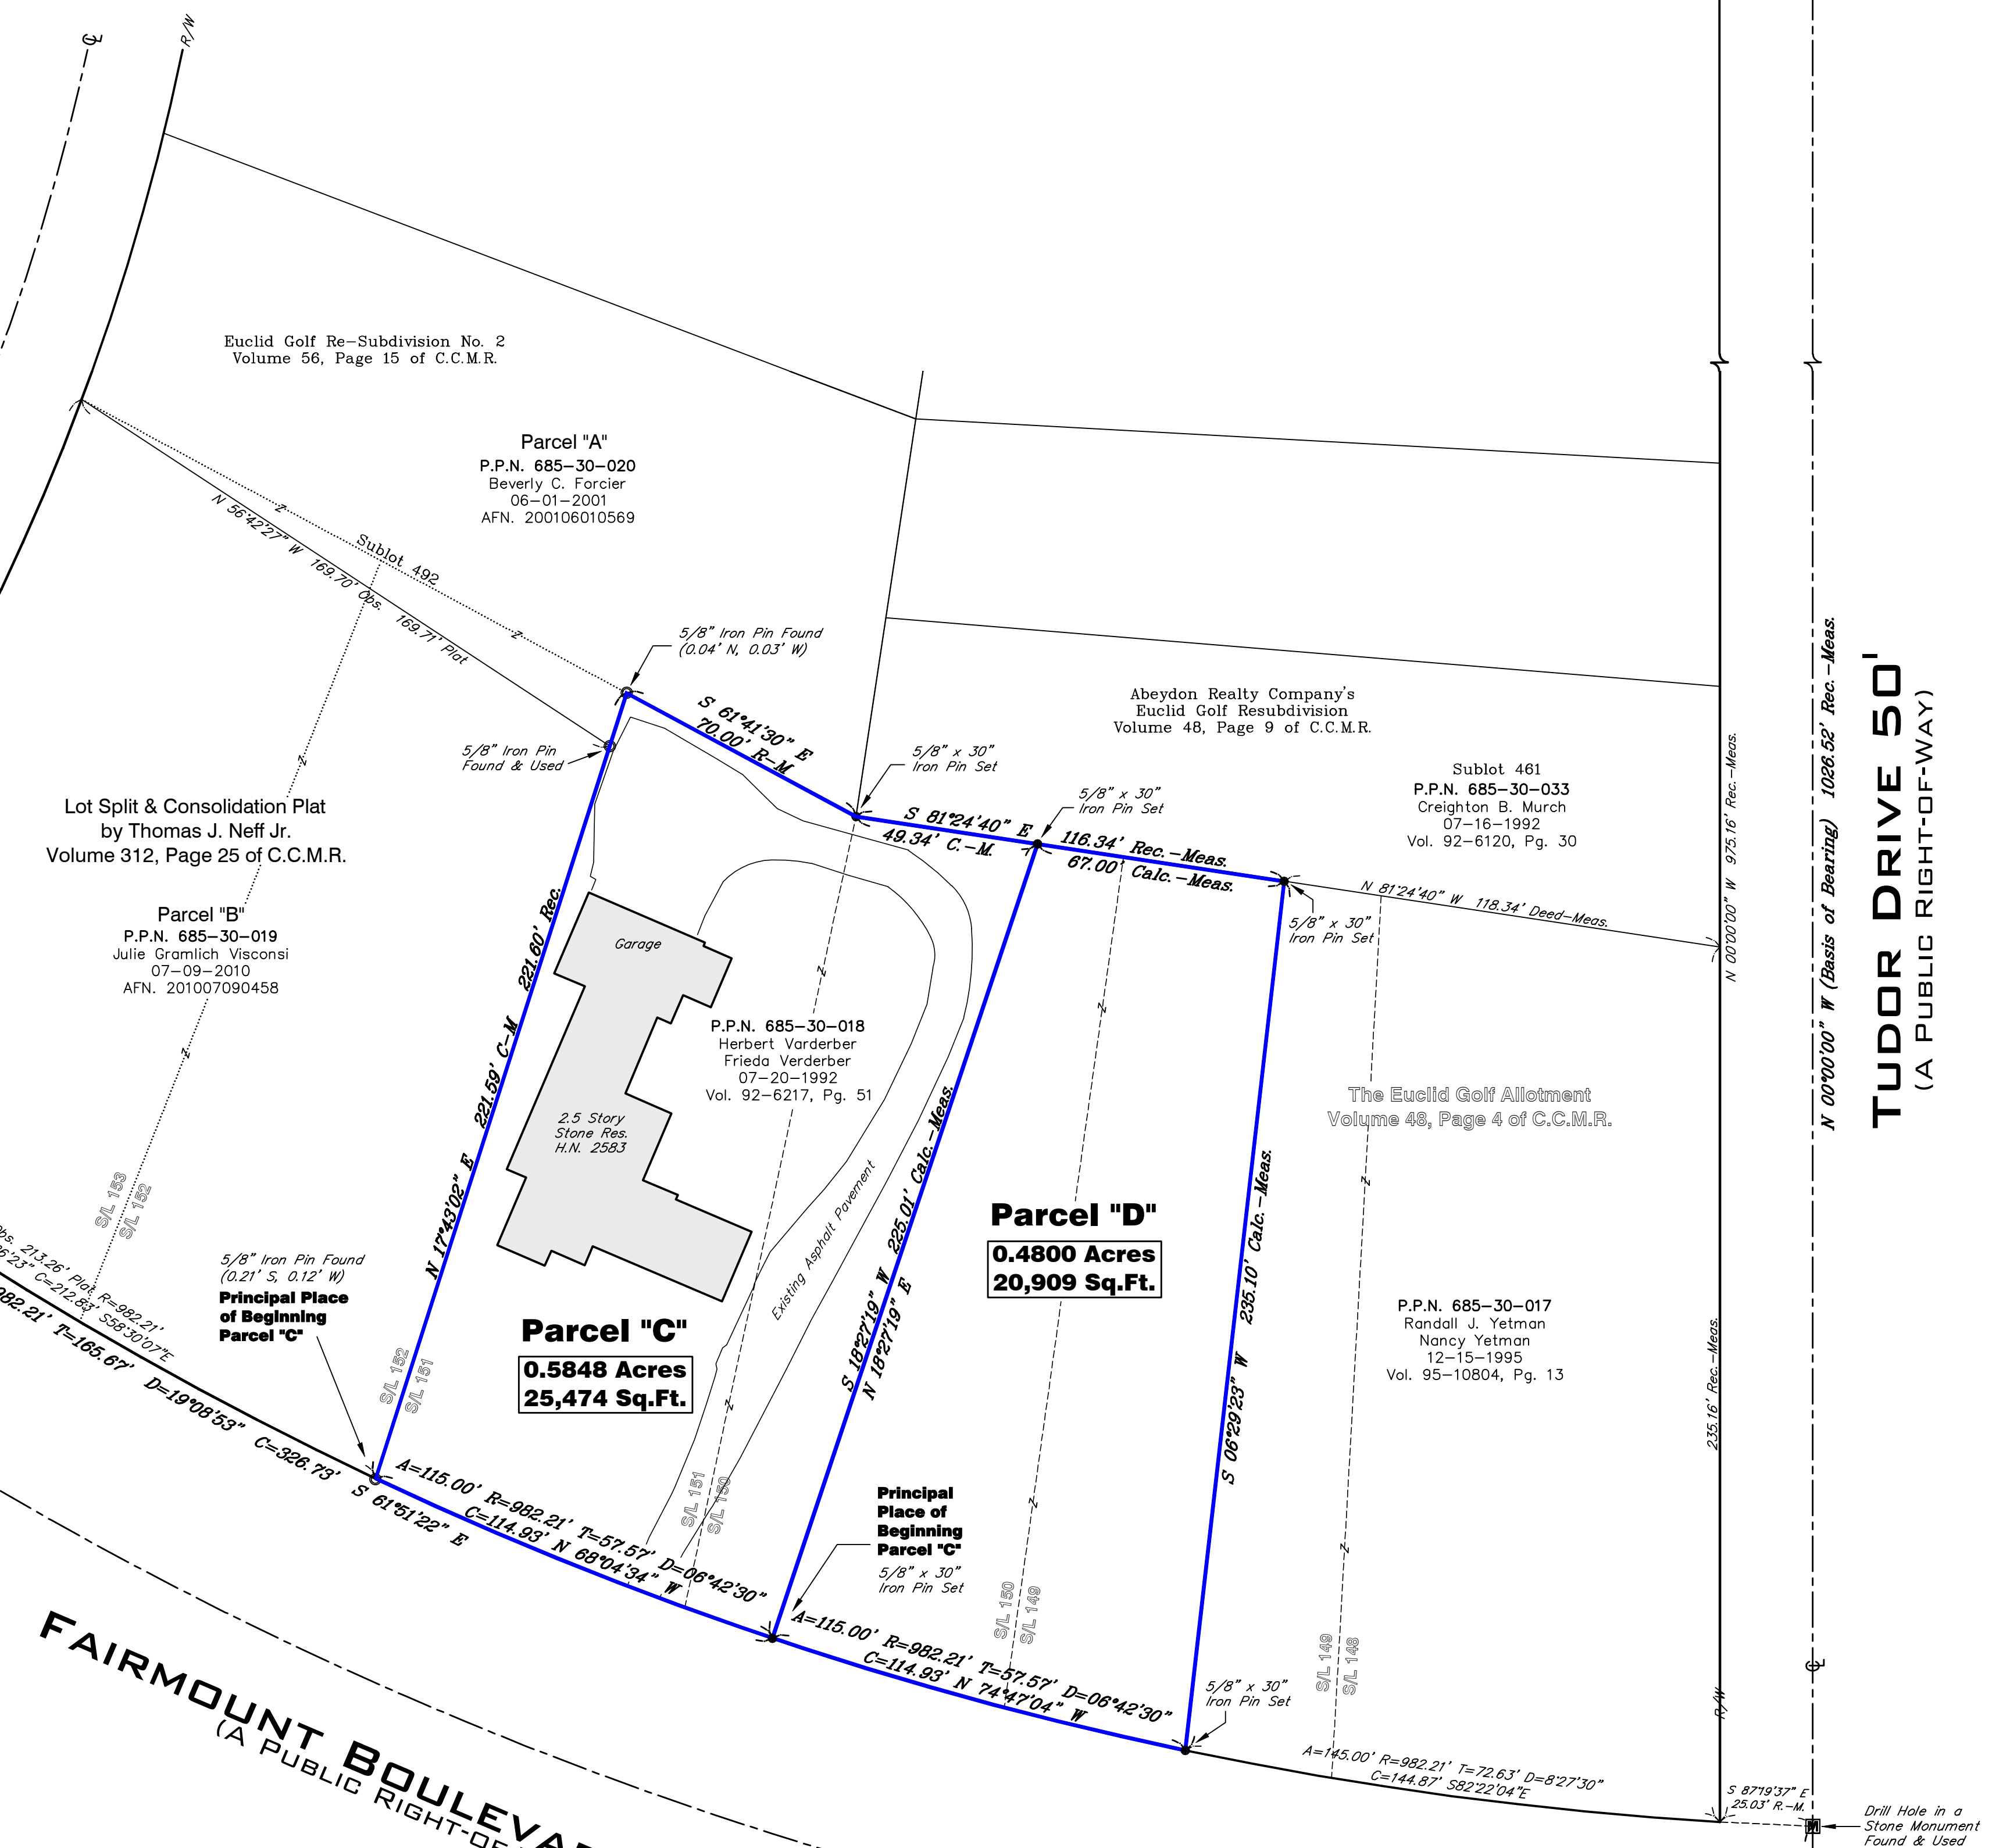 R/W
Euclid Golf Re-Subdivision No. 2
Volume 56, Page 15 of C.C.M.R.
Parcel "A"
P.P.N. 685-30-020
Beverly C. Forcier
06-01-2001
AFN. 200106010569
N 56°42'27" W 169.70' Obs. 169.71' Plat
Sublot 492
5/8" Iron Pin Found
(0.04' N, 0.03' W)
5/8" Iron Pin
Found & Used
S 61°41'30" E
70.00' R-M
5/8" x 30"
Iron Pin Set
Abeydon Realty Company's
Euclid Golf Resubdivision
Volume 48, Page 9 of C.C.M.R.
Sublot 461
P.P.N. 685-30-033
Creighton B. Murch
07-16-1992
Vol. 92-6120, Pg. 30
5/8" x 30"
Iron Pin Set
S 81°24'40" E
49.34' C.-M.
116.34' Rec.-Meas.
67.00' Calc.-Meas.
N 81°24'40" W 118.34' Deed-Meas.
5/8" x 30"
Iron Pin Set
N 00°00'00" W 975.16' Rec.-Meas.
N 00°00'00" W (Basis of Bearing) 1026.52' Rec.-Meas.
TUDOR DRIVE 50'
(A PUBLIC RIGHT-OF-WAY)
Lot Split & Consolidation Plat
by Thomas J. Neff Jr.
Volume 312, Page 25 of C.C.M.R.
Parcel "B"
P.P.N. 685-30-019
Julie Gramlich Visconsi
07-09-2010
AFN. 201007090458
N 17°43'02" E 221.59' C-M 221.60' Rec.
Garage
2.5 Story
Stone Res.
H.N. 2583
P.P.N. 685-30-018
Herbert Varderber
Frieda Verderber
07-20-1992
Vol. 92-6217, Pg. 51
Existing Asphalt Pavement
S 18°27'19" W 225.01' Calc.-Meas.
N 18°27'19" E
Parcel "D"
0.4800 Acres
20,909 Sq.Ft.
S 06°29'23" W 235.10' Calc.-Meas.
The Euclid Golf Allotment
Volume 48, Page 4 of C.C.M.R.
P.P.N. 685-30-017
Randall J. Yetman
Nancy Yetman
12-15-1995
Vol. 95-10804, Pg. 13
235.16' Rec.-Meas.
S/L 153
S/L 152
5/8" Iron Pin Found
(0.21' S, 0.12' W)
Principal Place
of Beginning
Parcel "C"
Parcel "C"
0.5848 Acres
25,474 Sq.Ft.
S/L 152
S/L 151
Obs. 213.26' Plat R=982.21'
C=212.83' S58°30'07"E
982.21' T=165.67' D=19°08'53" C=326.73' S 61°51'22" E
A=115.00' R=982.21' T=57.57' D=06°42'30"
C=114.93' N 68°04'34" W
S/L 151
S/L 150
Principal
Place of
Beginning
Parcel "C"
5/8" x 30"
Iron Pin Set
S/L 150
S/L 149
A=115.00' R=982.21' T=57.57' D=06°42'30"
C=114.93' N 74°47'04" W
S/L 149
S/L 148
5/8" x 30"
Iron Pin Set
A=145.00' R=982.21' T=72.63' D=8°27'30"
C=144.87' S82°22'04"E
R/W
S 87°19'37" E
25.03' R.-M.
Drill Hole in a
Stone Monument
Found & Used
FAIRMOUNT BOULEVA
(A PUBLIC RIGHT-OF